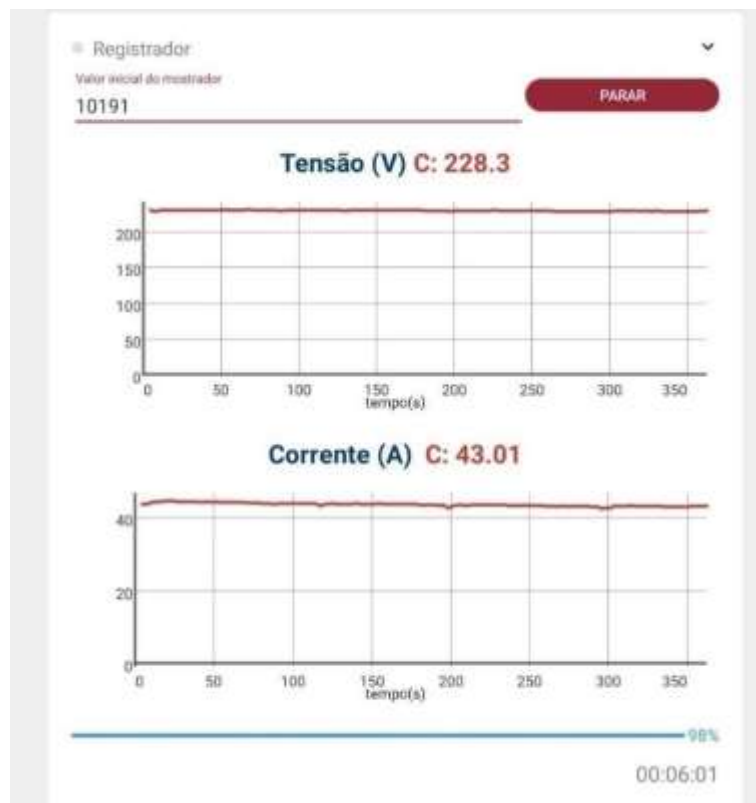 Registrador
Valor inicial do mostrador
10191
PARAR
Tensão (V) C: 228.3
200
150
100
50
0
0 50 100 150 200 250 300 350
tempo(s)
Corrente (A) C: 43.01
40
20
0
0 50 100 150 200 250 300 350
tempo(s)
98%
00:06:01